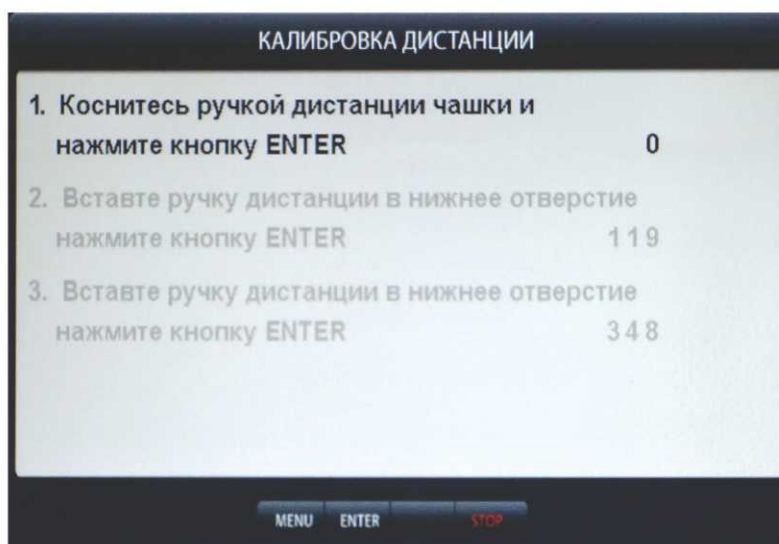 КАЛИБРОВКА ДИСТАНЦИИ
1. Коснитесь ручкой дистанции чашки и
нажмите кнопку ENTER 0
2. Вставте ручку дистанции в нижнее отверстие
нажмите кнопку ENTER 119
3. Вставте ручку дистанции в нижнее отверстие
нажмите кнопку ENTER 348
MENU ENTER STOP